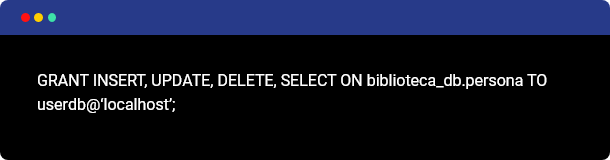 GRANT INSERT, UPDATE, DELETE, SELECT ON biblioteca_db.persona TO
userdb@‘localhost’;